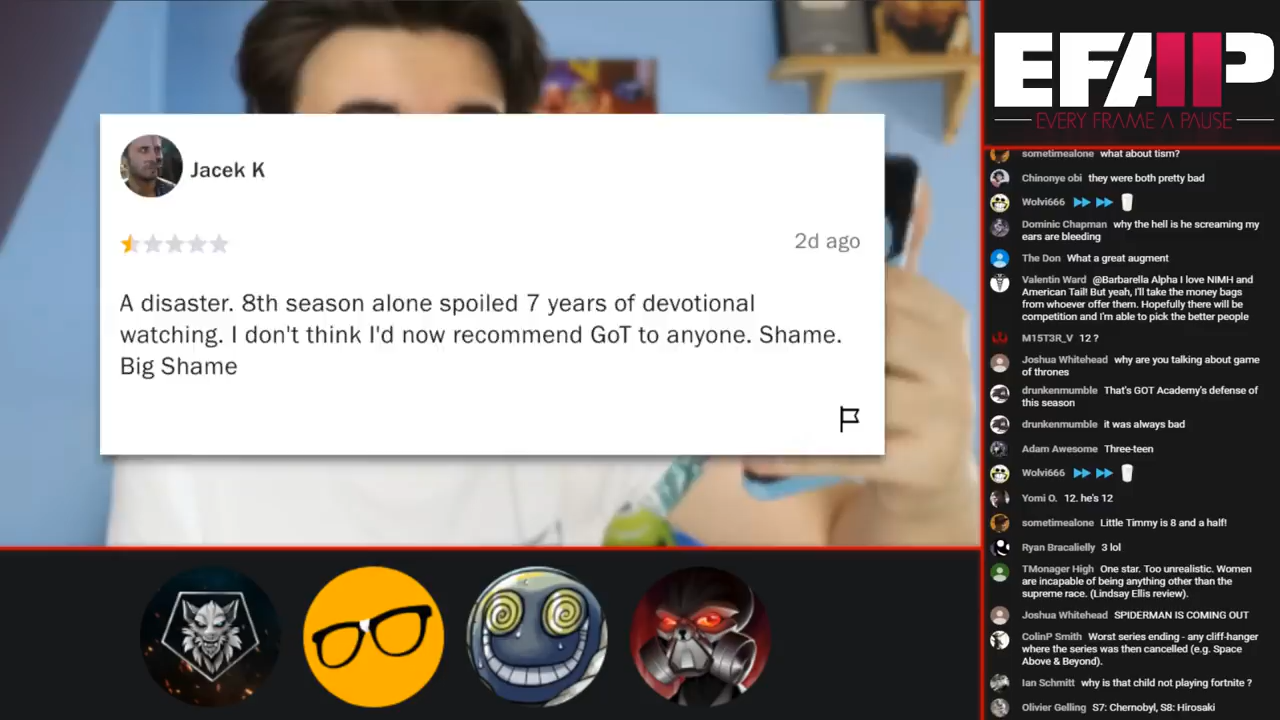 Jacek K
2d ago
A disaster. 8th season alone spoiled 7 years of devotional
watching. I don't think I'd now recommend GoT to anyone. Shame.
Big Shame
EFAP
EVERY FRAME A PAUSE
sometimealone what about tism?
Chinonye obi they were both pretty bad
Wolvi666
Dominic Chapman why the hell is he screaming my
ears are bleeding
The Don What a great augment
Valentin Ward @Barbarella Alpha I love NIMH and
American Tail! But yeah, I'll take the money bags
from whoever offer them. Hopefully there will be
competition and I'm able to pick the better people
M15T3R_V 12 ?
Joshua Whitehead why are you talking about game
of thrones
drunkenmumble That's GOT Academy's defense of
this season
drunkenmumble it was always bad
Adam Awesome Three-teen
Wolvi666
Yomi O. 12. he's 12
sometimealone Little Timmy is 8 and a half!
Ryan Bracalielly 3 lol
TMonager High One star. Too unrealistic. Women
are incapable of being anything other than the
supreme race. (Lindsay Ellis review).
Joshua Whitehead SPIDERMAN IS COMING OUT
ColinP Smith Worst series ending - any cliff-hanger
where the series was then cancelled (e.g. Space
Above & Beyond).
Ian Schmitt why is that child not playing fortnite ?
Olivier Gelling S7: Chernobyl, S8: Hirosaki